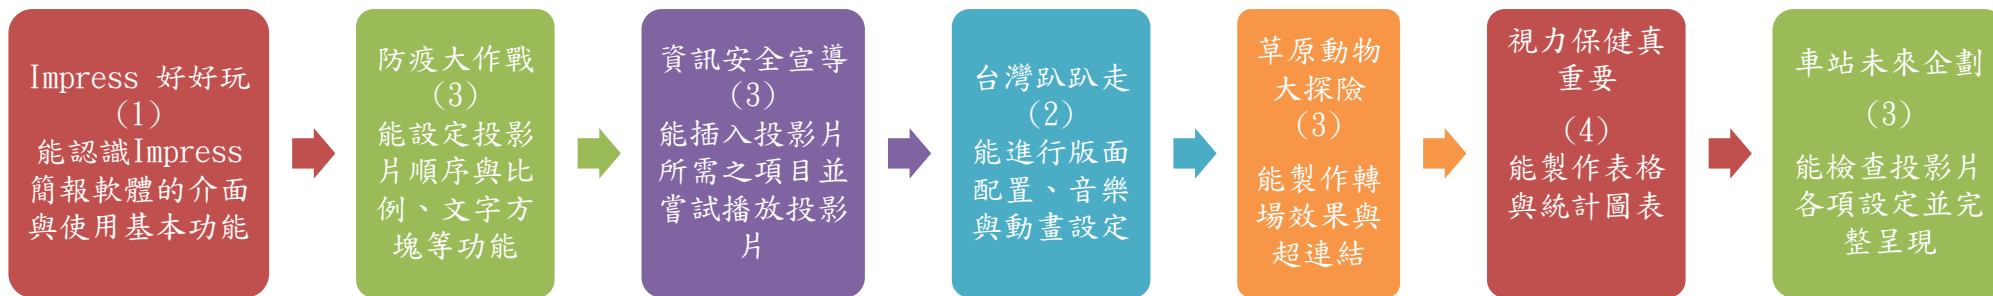 Impress 好好玩
(1)
能認識Impress
簡報軟體的介面
與使用基本功能
防疫大作戰
(3)
能設定投影
片順序與比
例、文字方
塊等功能
資訊安全宣導
(3)
能插入投影片
所需之項目並
嘗試播放投影
片
台灣趴趴走
(2)
能進行版面
配置、音樂
與動畫設定
草原動物
大探險
(3)
能製作轉
場效果與
超連結
視力保健真
重要
(4)
能製作表格
與統計圖表
車站未來企劃
(3)
能檢查投影片
各項設定並完
整呈現